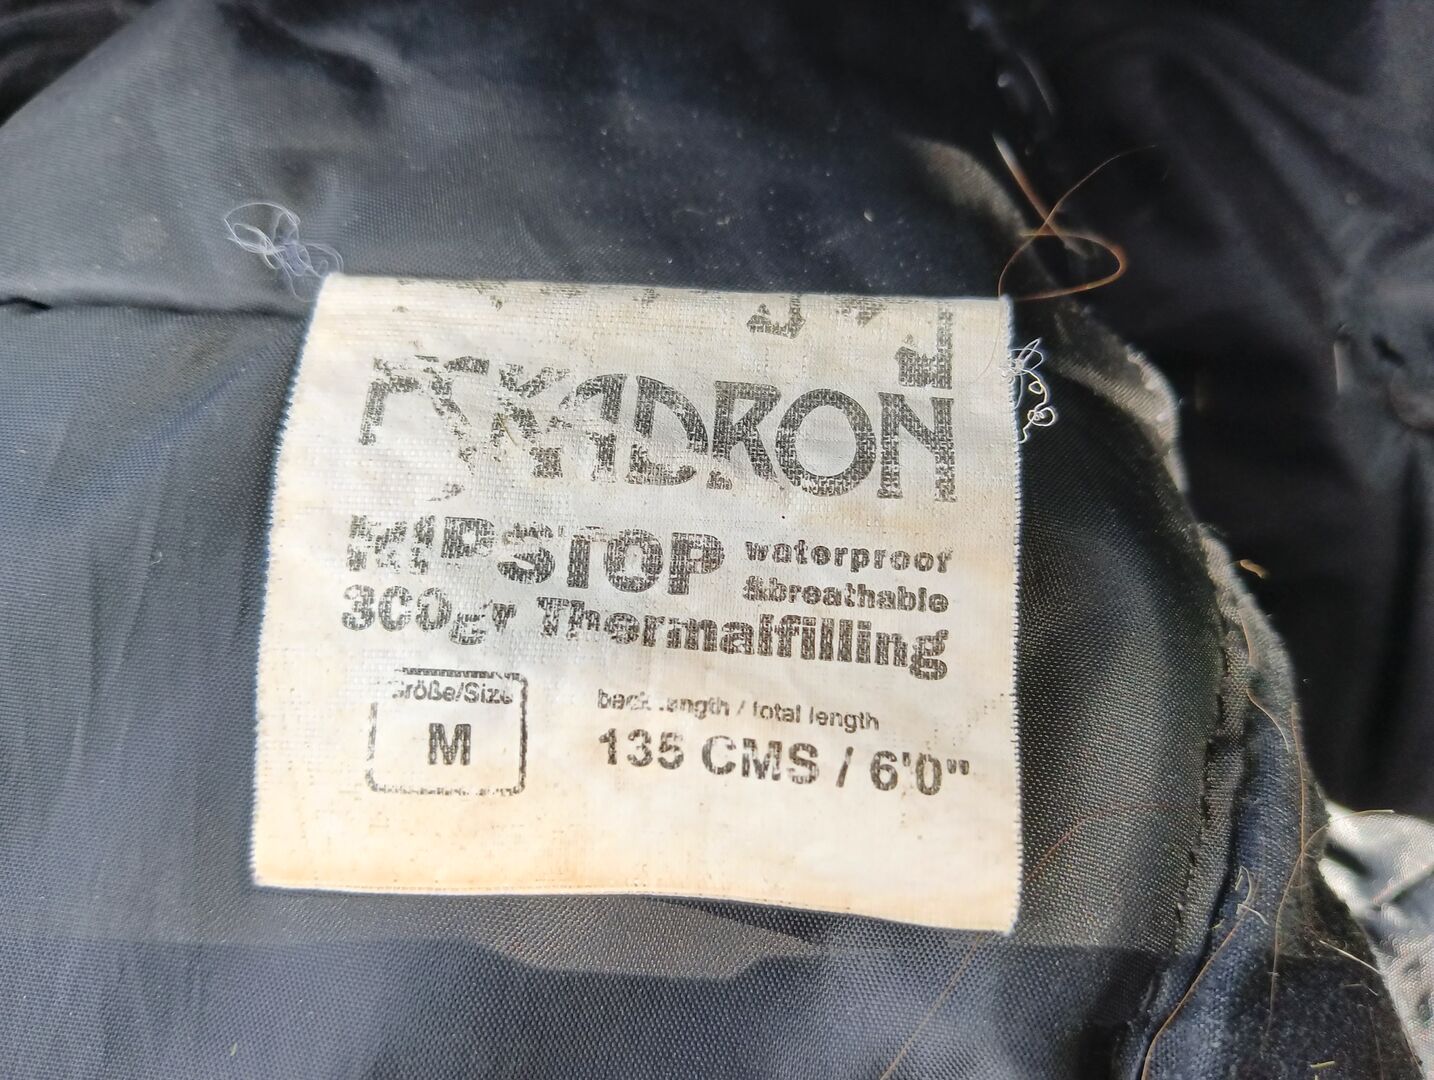 RIPSTOP waterproof
&breathable
300gr Thermalfilling
Größe/Size
M
back length / total length
135 CMS / 6'0"